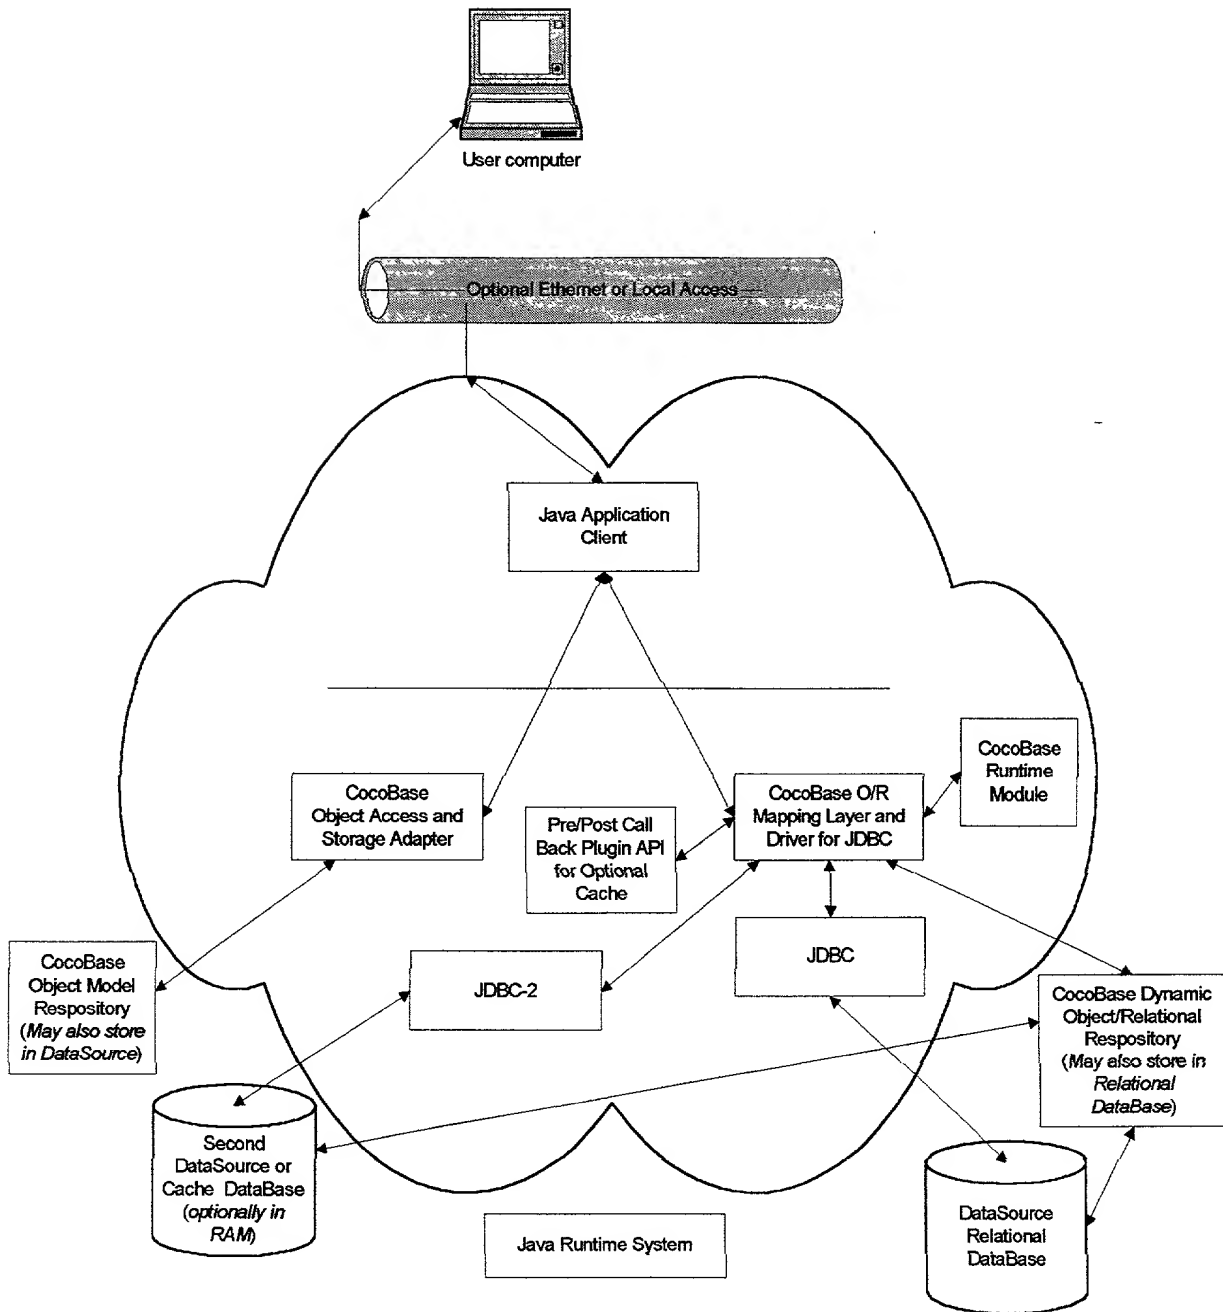 User computer
Optional Ethernet or Local Access
Java Application
Client
CocoBase
Runtime
Module
CocoBase
Object Access and
Storage Adapter
CocoBase O/R
Mapping Layer and
Driver for JDBC
Pre/Post Call
Back Plugin API
for Optional
Cache
CocoBase
Object Model
Respository
(May also store
in DataSource)
JDBC-2
JDBC
CocoBase Dynamic
Object/Relational
Respository
(May also store in
Relational
DataBase)
Second
DataSource or
Cache DataBase
(optionally in
RAM)
Java Runtime System
DataSource
Relational
DataBase